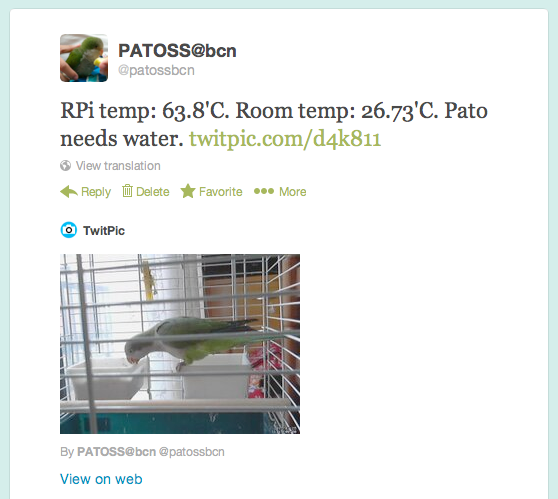 PATOSS@bcn
@patossbcn
RPi temp: 63.8'C. Room temp: 26.73'C. Pato
needs water. twitpic.com/d4k811
View translation
Reply Delete Favorite More
TwitPic
By PATOSS@bcn @patossbcn
View on web